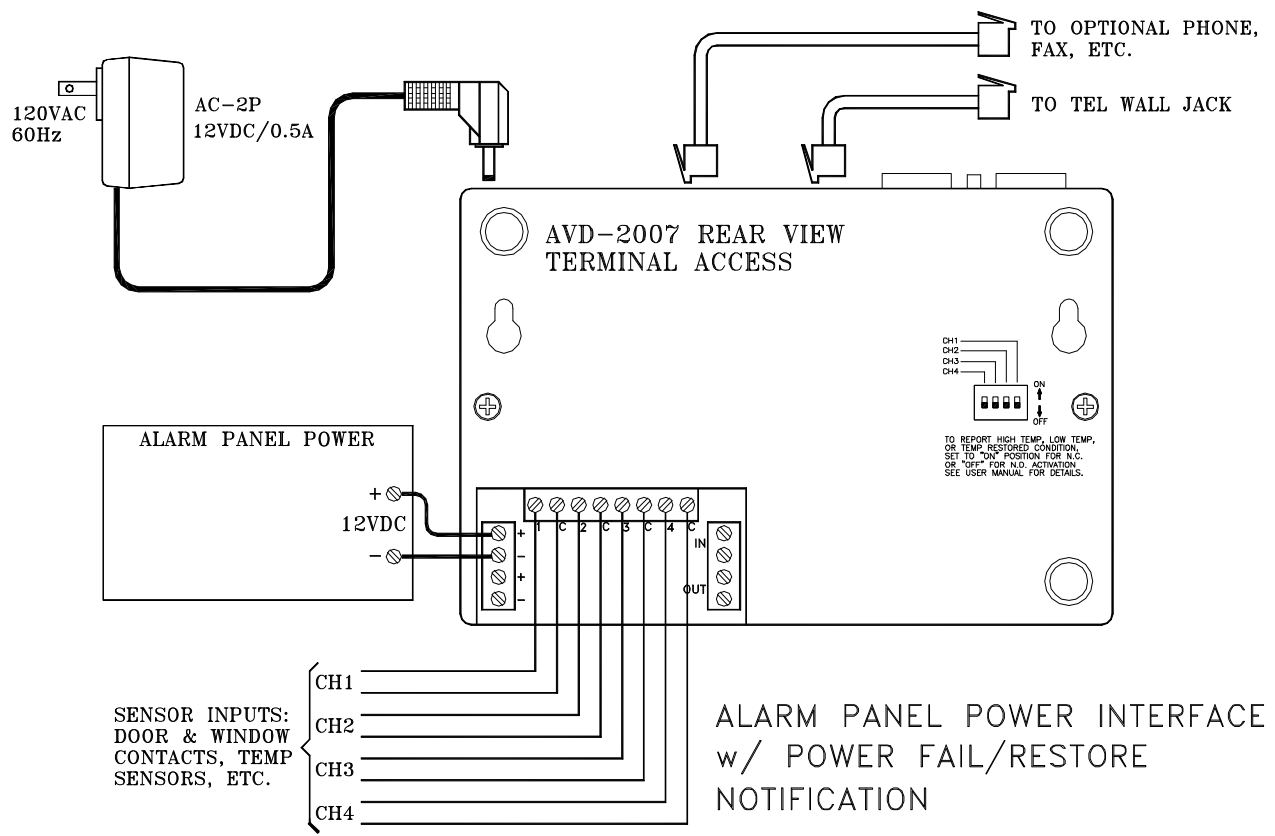 TO OPTIONAL PHONE,
FAX, ETC.
TO TEL WALL JACK
120VAC
60Hz
AC-2P
12VDC/0.5A
AVD-2007 REAR VIEW
TERMINAL ACCESS
CH1
CH2
CH3
CH4
ON
OFF
TO REPORT HIGH TEMP, LOW TEMP,
OR TEMP RESTORED CONDITION,
SET TO "ON" POSITION FOR N.C.
OR "OFF" FOR N.O. ACTIVATION
SEE USER MANUAL FOR DETAILS.
ALARM PANEL POWER
+
12VDC
-
+
-
+
-
1 C 2 C 3 C 4 C
IN
OUT
SENSOR INPUTS:
DOOR & WINDOW
CONTACTS, TEMP
SENSORS, ETC.
CH1
CH2
CH3
CH4
ALARM PANEL POWER INTERFACE
w/ POWER FAIL/RESTORE
NOTIFICATION